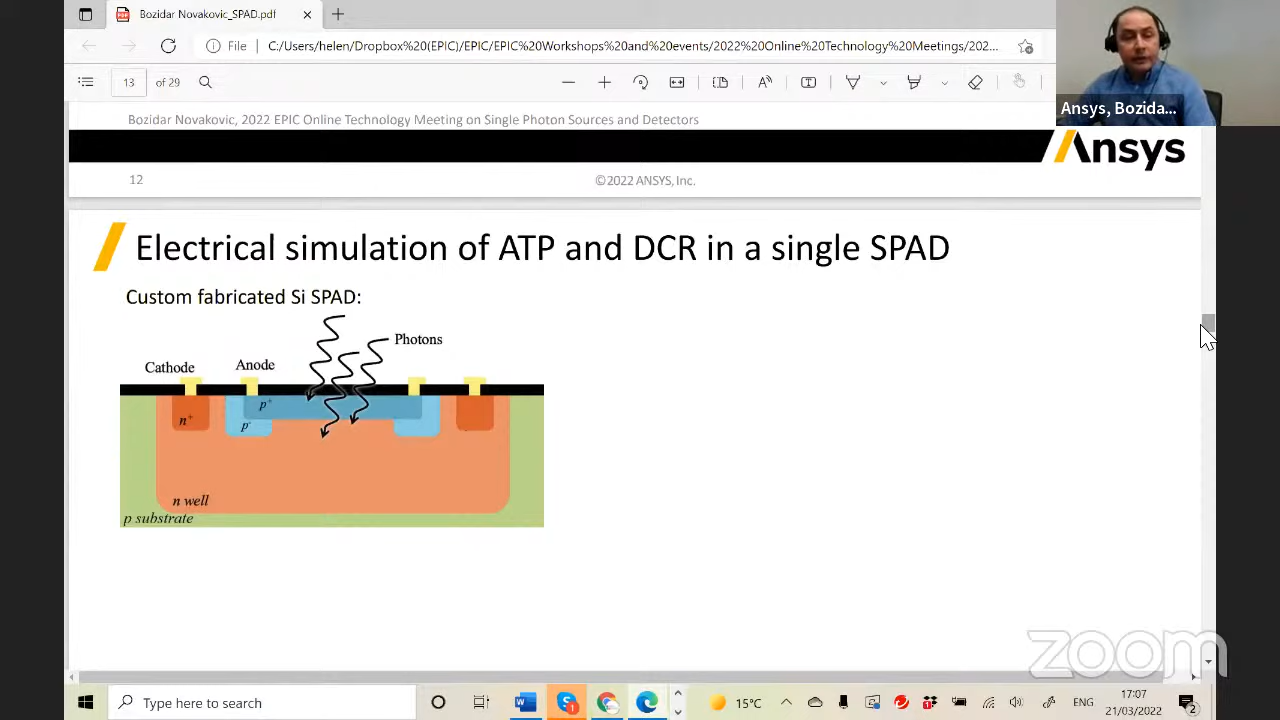 Bozidar Novakovic_SPAD.pdf
File
C:/Users/helen/Dropbox%20(EPIC)/EPIC/EPIC%20Workshops%20and%20events/2022%20Online%20Technology%20Meetings/202...
13 of 29
Ansys, Bozida...
Bozidar Novakovic, 2022 EPIC Online Technology Meeting on Single Photon Sources and Detectors
Ansys
12
©2022 ANSYS, Inc.
Electrical simulation of ATP and DCR in a single SPAD
Custom fabricated Si SPAD:
Photons
Cathode
Anode
p+
n+
p-
n well
p substrate
zoom
Type here to search
15°C
ENG
17:07
21/03/2022
2